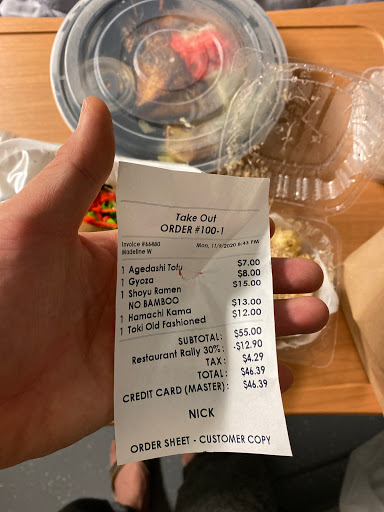 Take Out
ORDER #100-1
Invoice #66480
Madeline W
Mon, 11/9/2020 6:43 PM
1 Agedashi Tofu $7.00
1 Gyoza $8.00
1 Shoyu Ramen $15.00
NO BAMBOO
1 Hamachi Kama $13.00
1 Toki Old Fashioned $12.00
SUBTOTAL: $55.00
Restaurant Rally 30%: -$12.90
TAX: $4.29
TOTAL: $46.39
CREDIT CARD (MASTER): $46.39
NICK
ORDER SHEET - CUSTOMER COPY